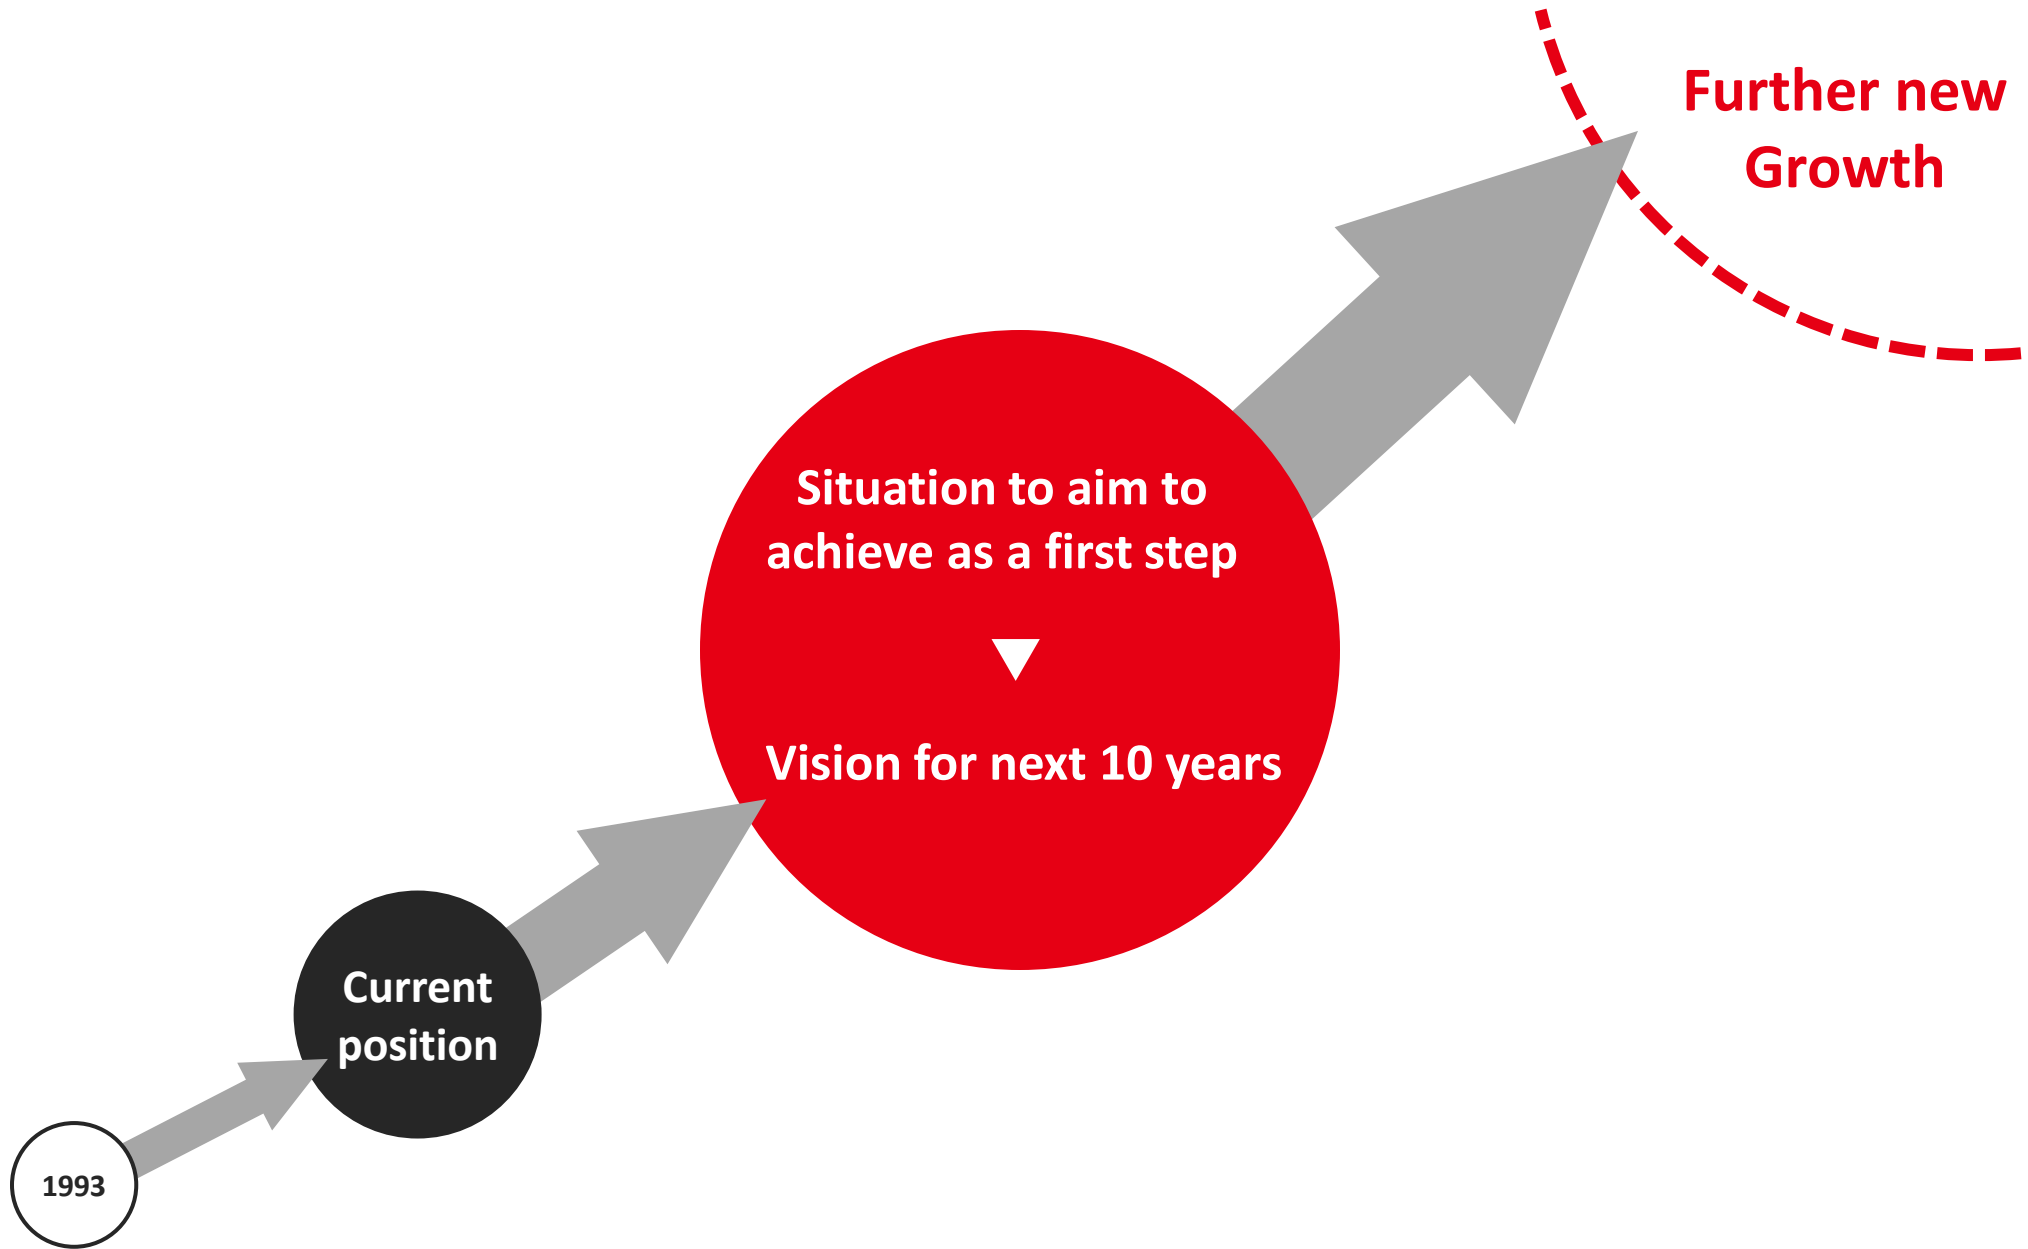 Further new
Growth
Situation to aim to
achieve as a first step
Vision for next 10 years
Current
position
1993